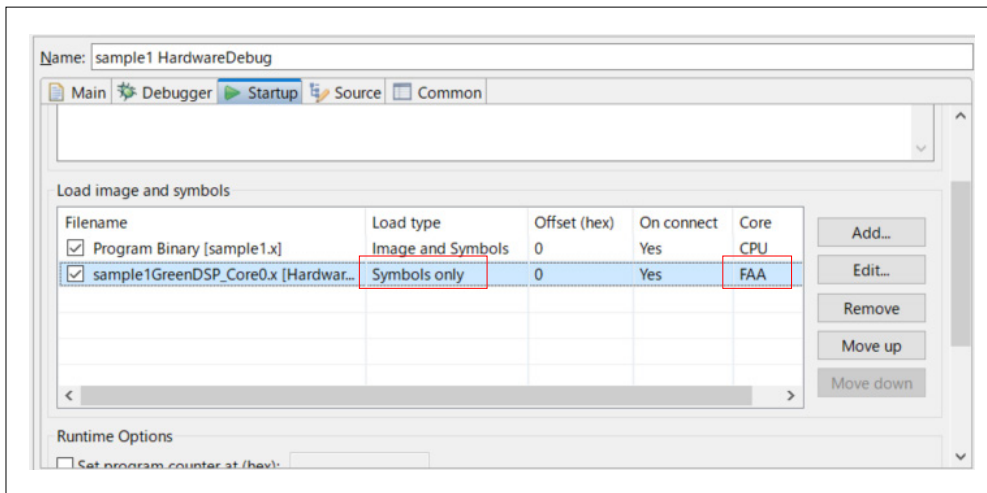 Name: sample1 HardwareDebug
Main Debugger Startup Source Common
Load image and symbols
Filename Load type Offset (hex) On connect Core
Program Binary [sample1.x] Image and Symbols 0 Yes CPU
sample1GreenDSP_Core0.x [Hardwar... Symbols only 0 Yes FAA
Add...
Edit...
Remove
Move up
Move down
Runtime Options
Set program counter at (hex):